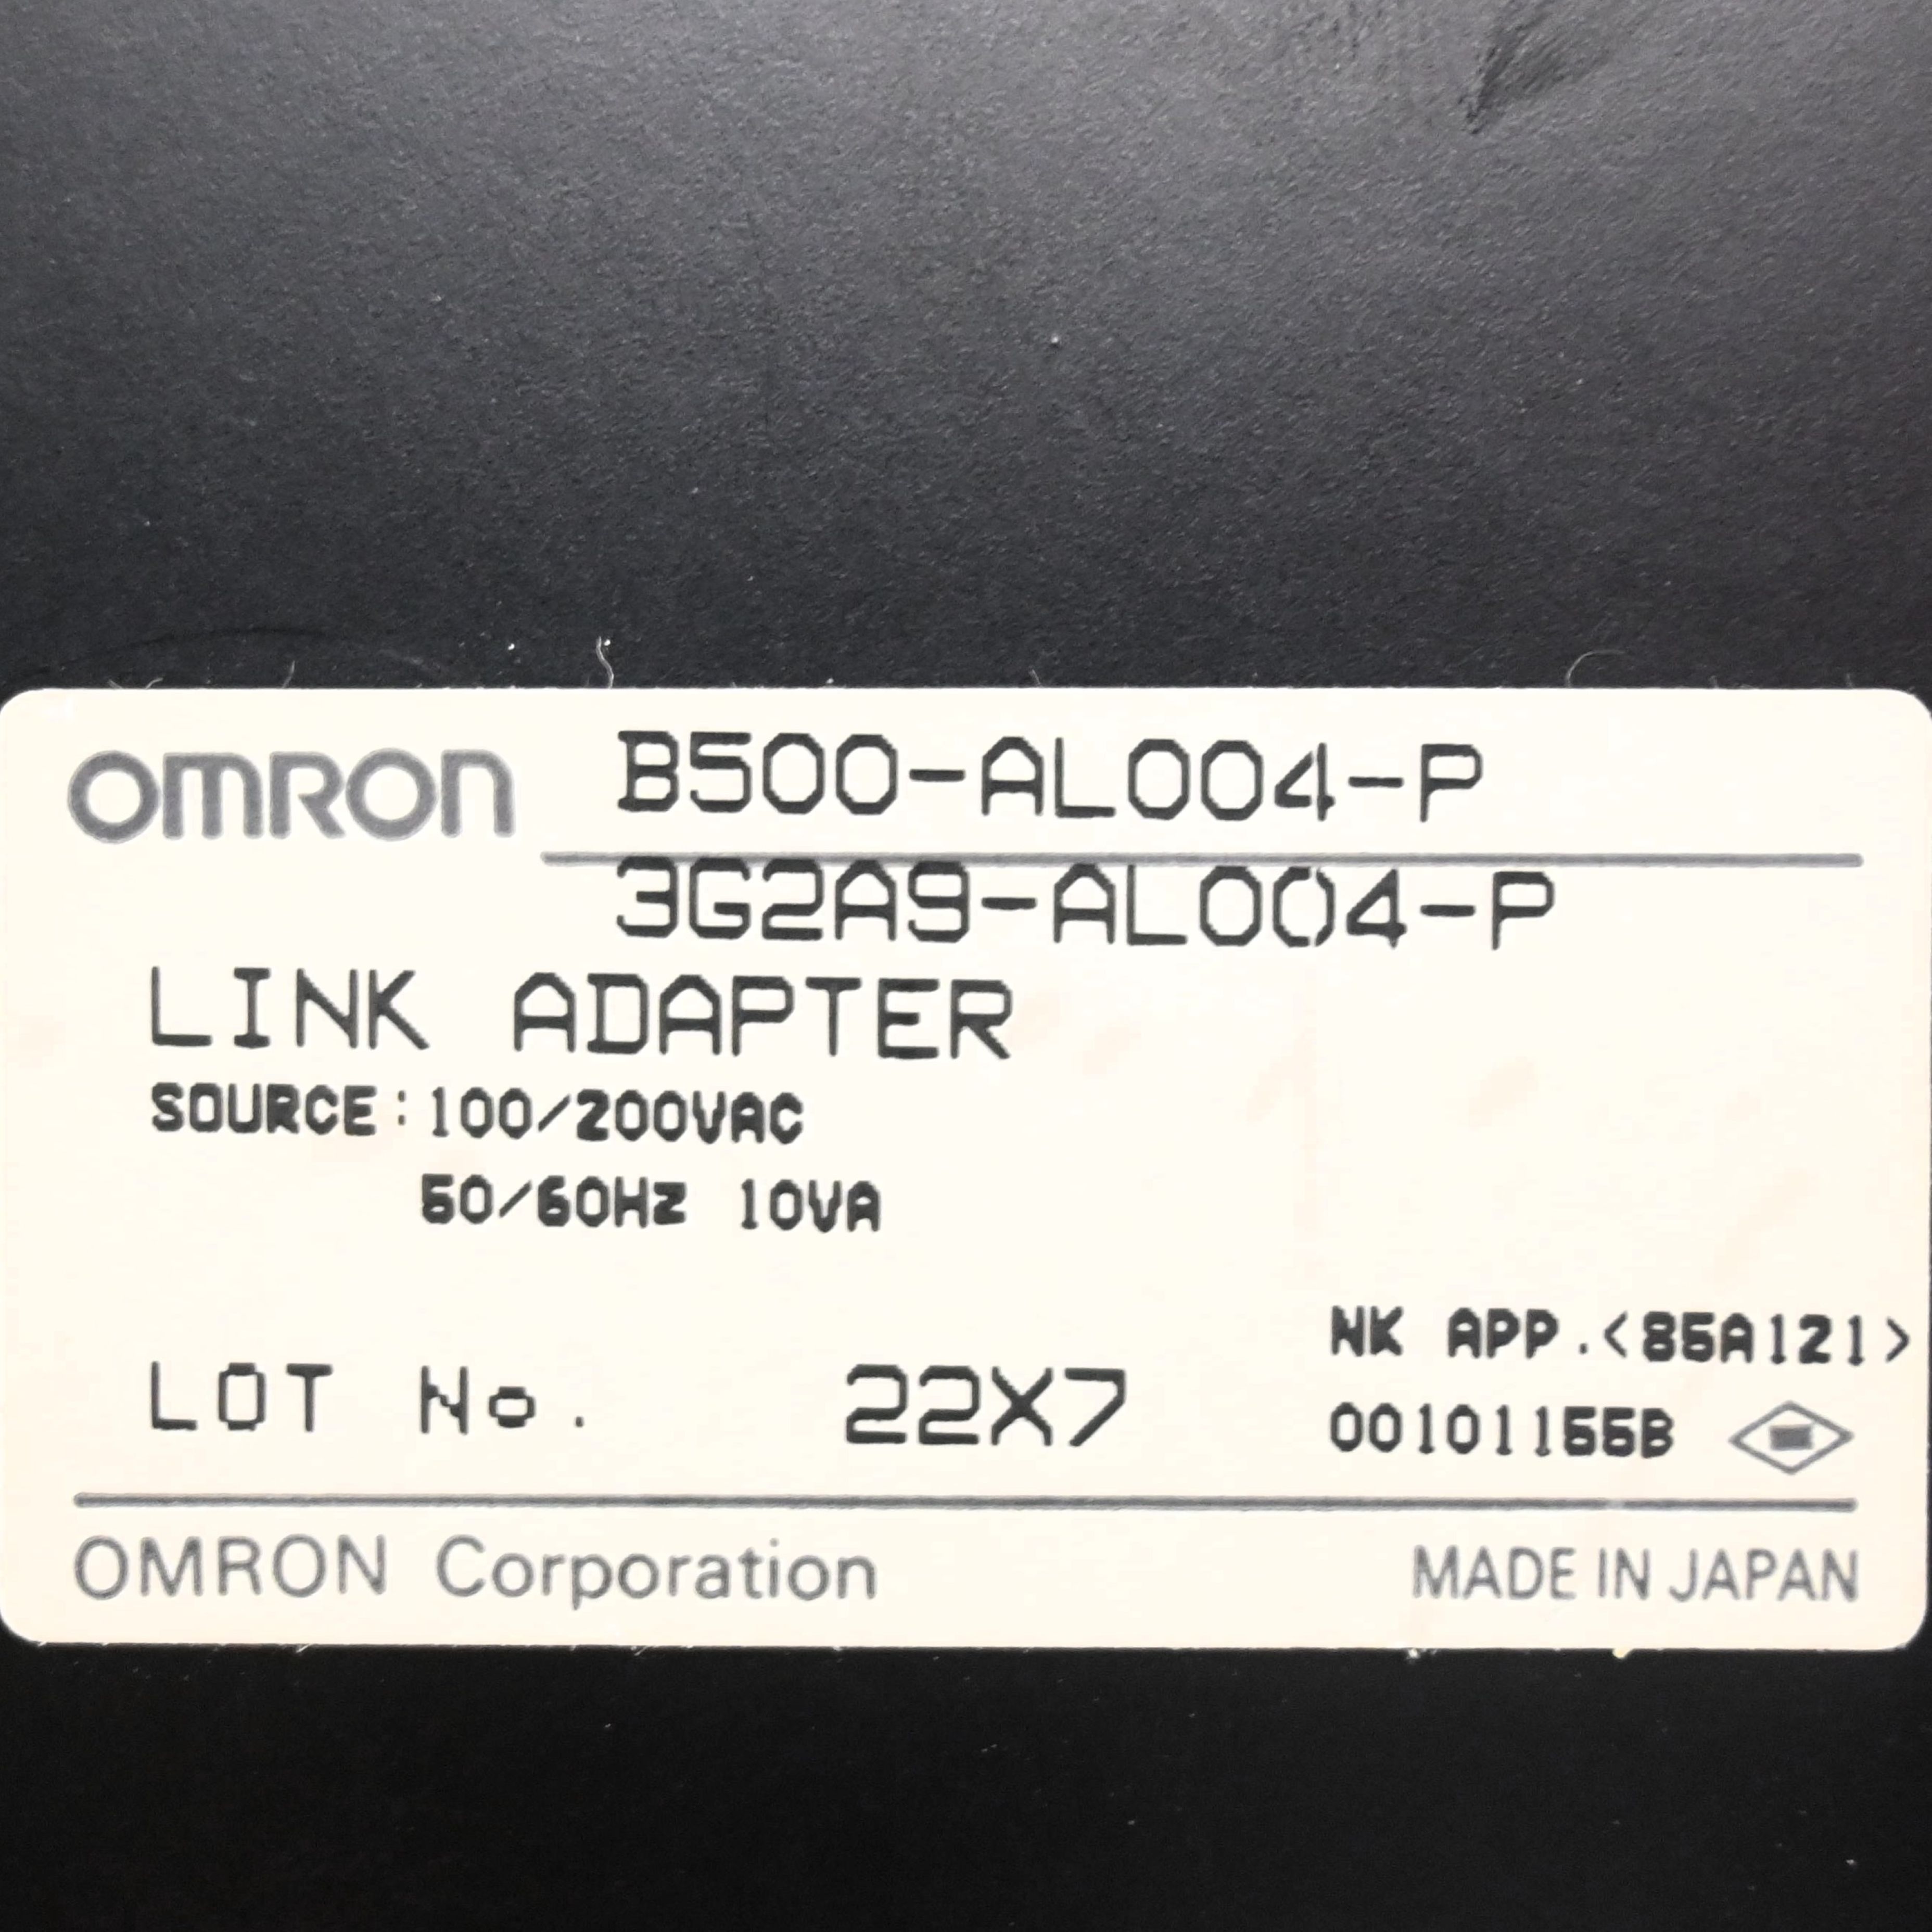 OMRON B500-AL004-P
3G2A9-AL004-P
LINK ADAPTER
SOURCE:100/200VAC
50/60HZ 10VA
NK APP.<85A121>
LOT No. 22X7
00101155B
OMRON Corporation MADE IN JAPAN